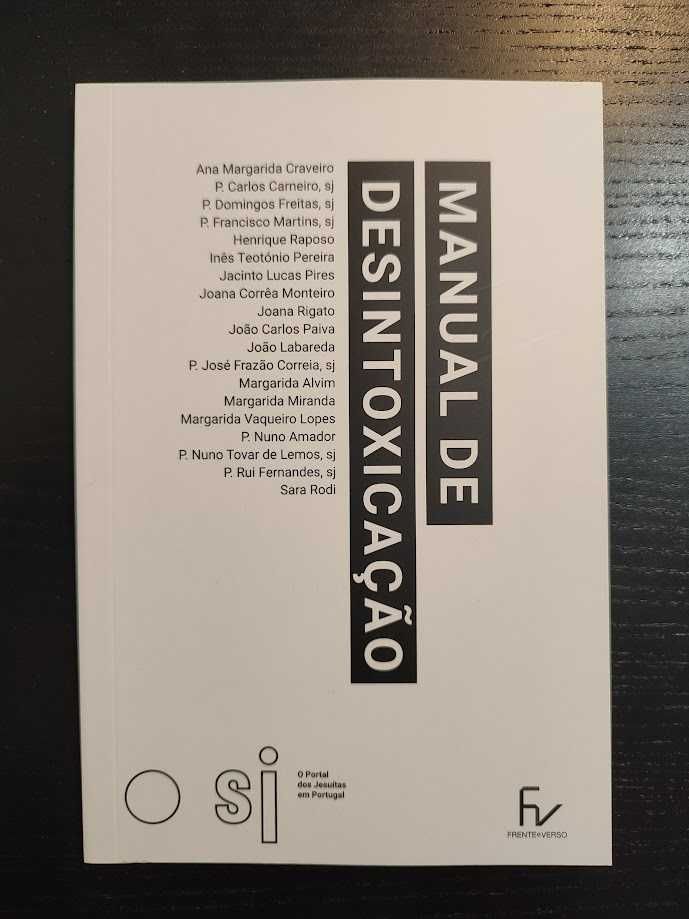 MANUAL DE
DESINTOXICAÇÃO
Ana Margarida Craveiro
P. Carlos Carneiro, sj
P. Domingos Freitas, sj
P. Francisco Martins, sj
Henrique Raposo
Inês Teotónio Pereira
Jacinto Lucas Pires
Joana Corrêa Monteiro
Joana Rigato
João Carlos Paiva
João Labareda
P. José Frazão Correia, sj
Margarida Alvim
Margarida Miranda
Margarida Vaqueiro Lopes
P. Nuno Amador
P. Nuno Tovar de Lemos, sj
P. Rui Fernandes, sj
Sara Rodi
si
O Portal
dos Jesuítas
em Portugal
Fv
FRENTE e VERSO